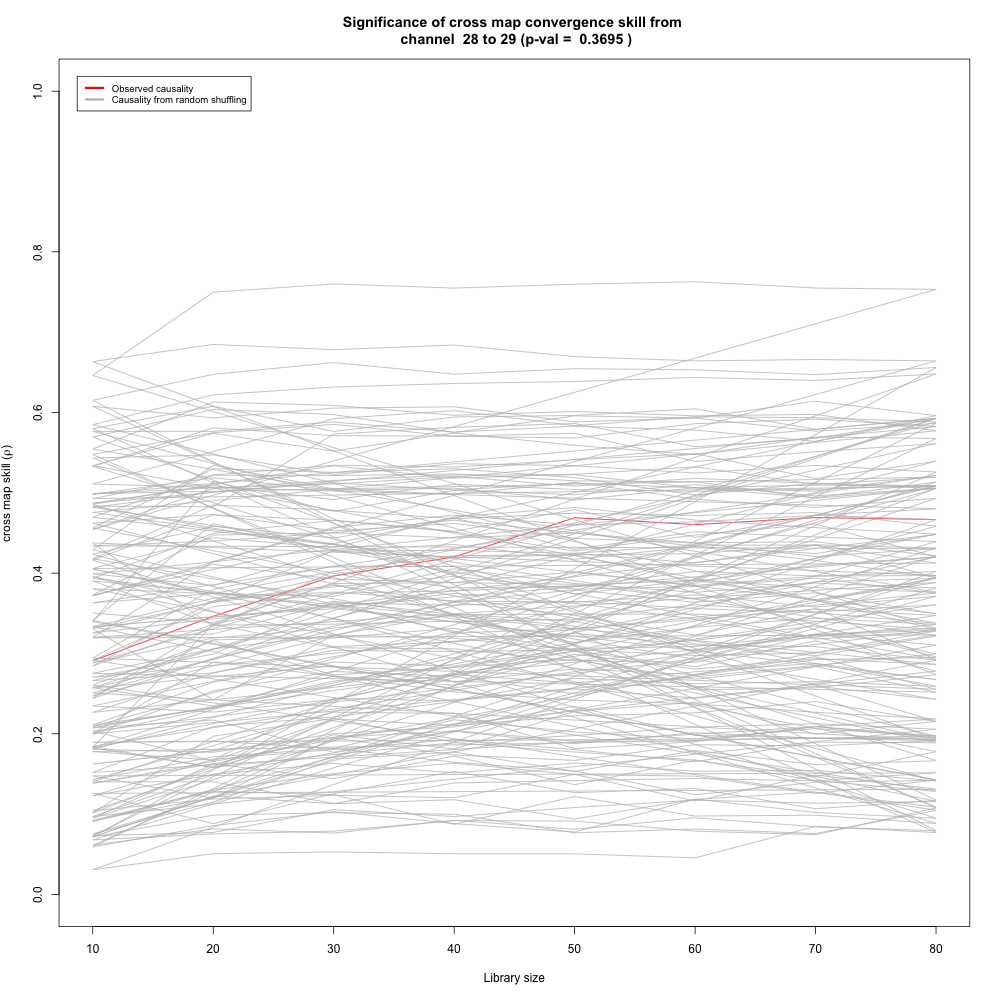 Significance of cross map convergence skill from
channel  28 to 29 (p-val =  0.3695 )
Observed causality
Causality from random shuffling
cross map skill (ρ)
1.0
0.8
0.6
0.4
0.2
0.0
10 20 30 40 50 60 70 80
Library size